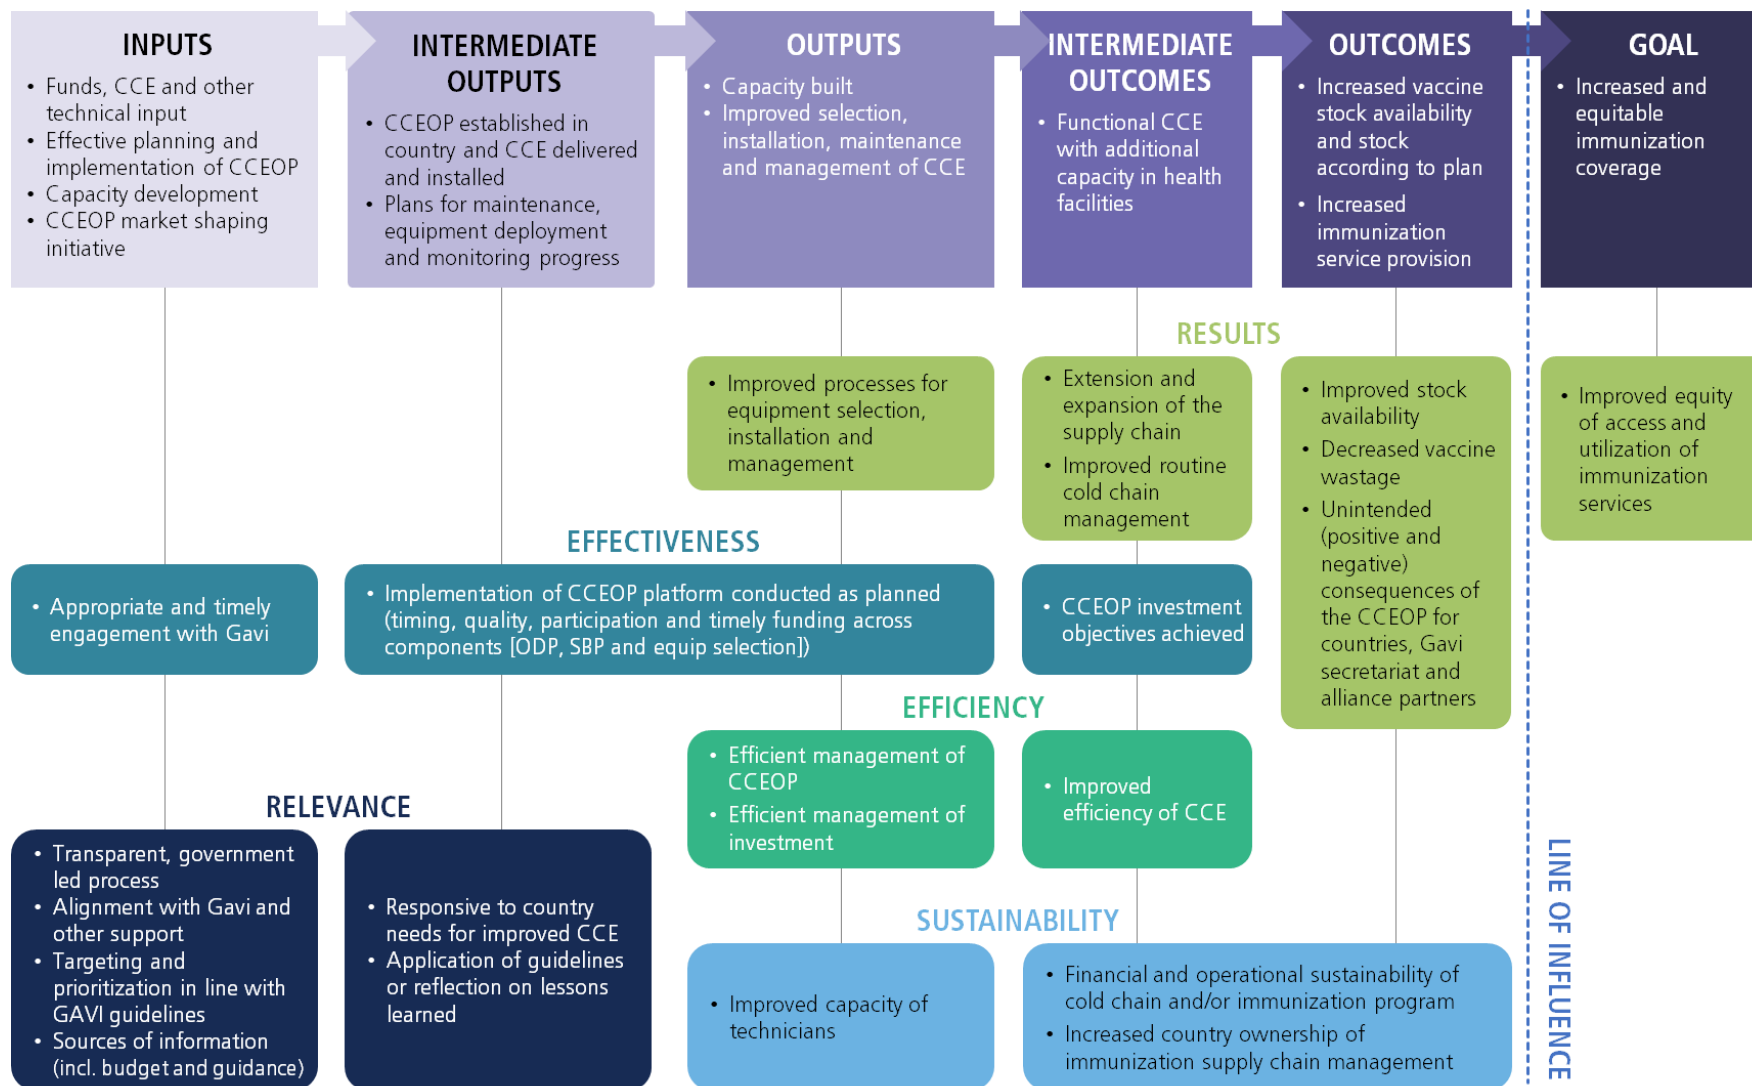 INPUTS
• Funds, CCE and other
technical input
• Effective planning and
implementation of CCEOP
• Capacity development
• CCEOP market shaping
initiative
INTERMEDIATE
OUTPUTS
• CCEOP established in
country and CCE delivered
and installed
• Plans for maintenance,
equipment deployment
and monitoring progress
OUTPUTS
• Capacity built
• Improved selection,
installation, maintenance
and management of CCE
INTERMEDIATE
OUTCOMES
• Functional CCE
with additional
capacity in health
facilities
OUTCOMES
• Increased vaccine
stock availability
and stock
according to plan
• Increased
immunization
service provision
GOAL
• Increased and
equitable
immunization
coverage
RESULTS
• Improved processes for
equipment selection,
installation and
management
• Extension and
expansion of the
supply chain
• Improved routine
cold chain
management
• Improved stock
availability
• Decreased vaccine
wastage
• Unintended
(positive and
negative)
consequences of
the CCEOP for
countries, Gavi
secretariat and
alliance partners
• Improved equity
of access and
utilization of
immunization
services
EFFECTIVENESS
• Appropriate and timely
engagement with Gavi
• Implementation of CCEOP platform conducted as planned
(timing, quality, participation and timely funding across
components [ODP, SBP and equip selection])
• CCEOP investment
objectives achieved
EFFICIENCY
• Efficient management of
CCEOP
• Efficient management of
investment
• Improved
efficiency of CCE
RELEVANCE
• Transparent, government
led process
• Alignment with Gavi and
other support
• Targeting and
prioritization in line with
GAVI guidelines
• Sources of information
(incl. budget and guidance)
• Responsive to country
needs for improved CCE
• Application of guidelines
or reflection on lessons
learned
SUSTAINABILITY
• Improved capacity of
technicians
• Financial and operational sustainability of
cold chain and/or immunization program
• Increased country ownership of
immunization supply chain management
LINE OF INFLUENCE